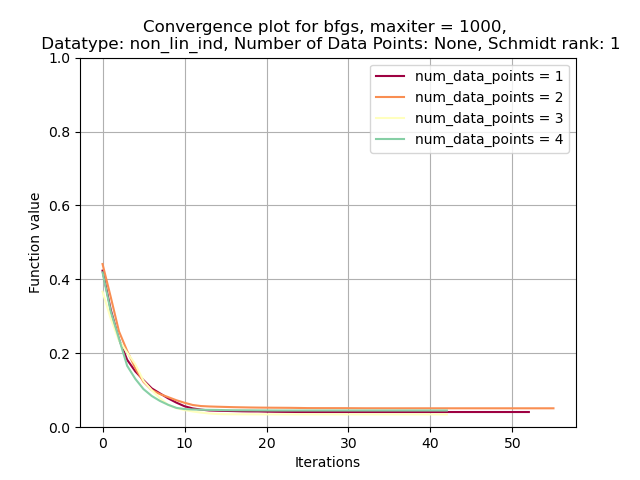 Convergence plot for bfgs, maxiter = 1000,
Datatype: non_lin_ind, Number of Data Points: None, Schmidt rank: 1
1.0
0.8
0.6
0.4
0.2
0.0
Function value
num_data_points = 1
num_data_points = 2
num_data_points = 3
num_data_points = 4
0 10 20 30 40 50
Iterations